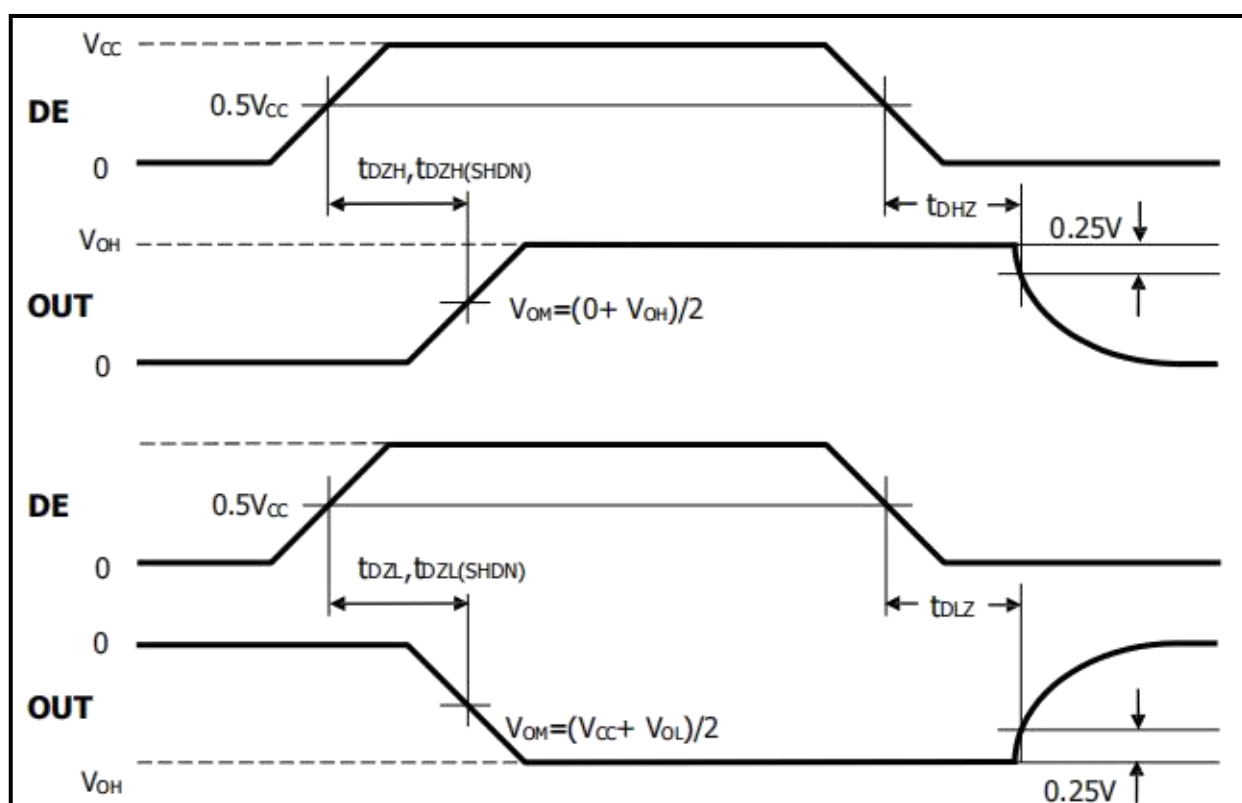 VCC
0.5VCC
DE
0
tDZH,tDZH(SHDN)
tDHZ
0.25V
VOH
OUT
VOM=(0+ VOH)/2
0
DE
0.5VCC
0
tDZL,tDZL(SHDN)
tDLZ
0
OUT
VOM=(VCC+ VOL)/2
VOH
0.25V